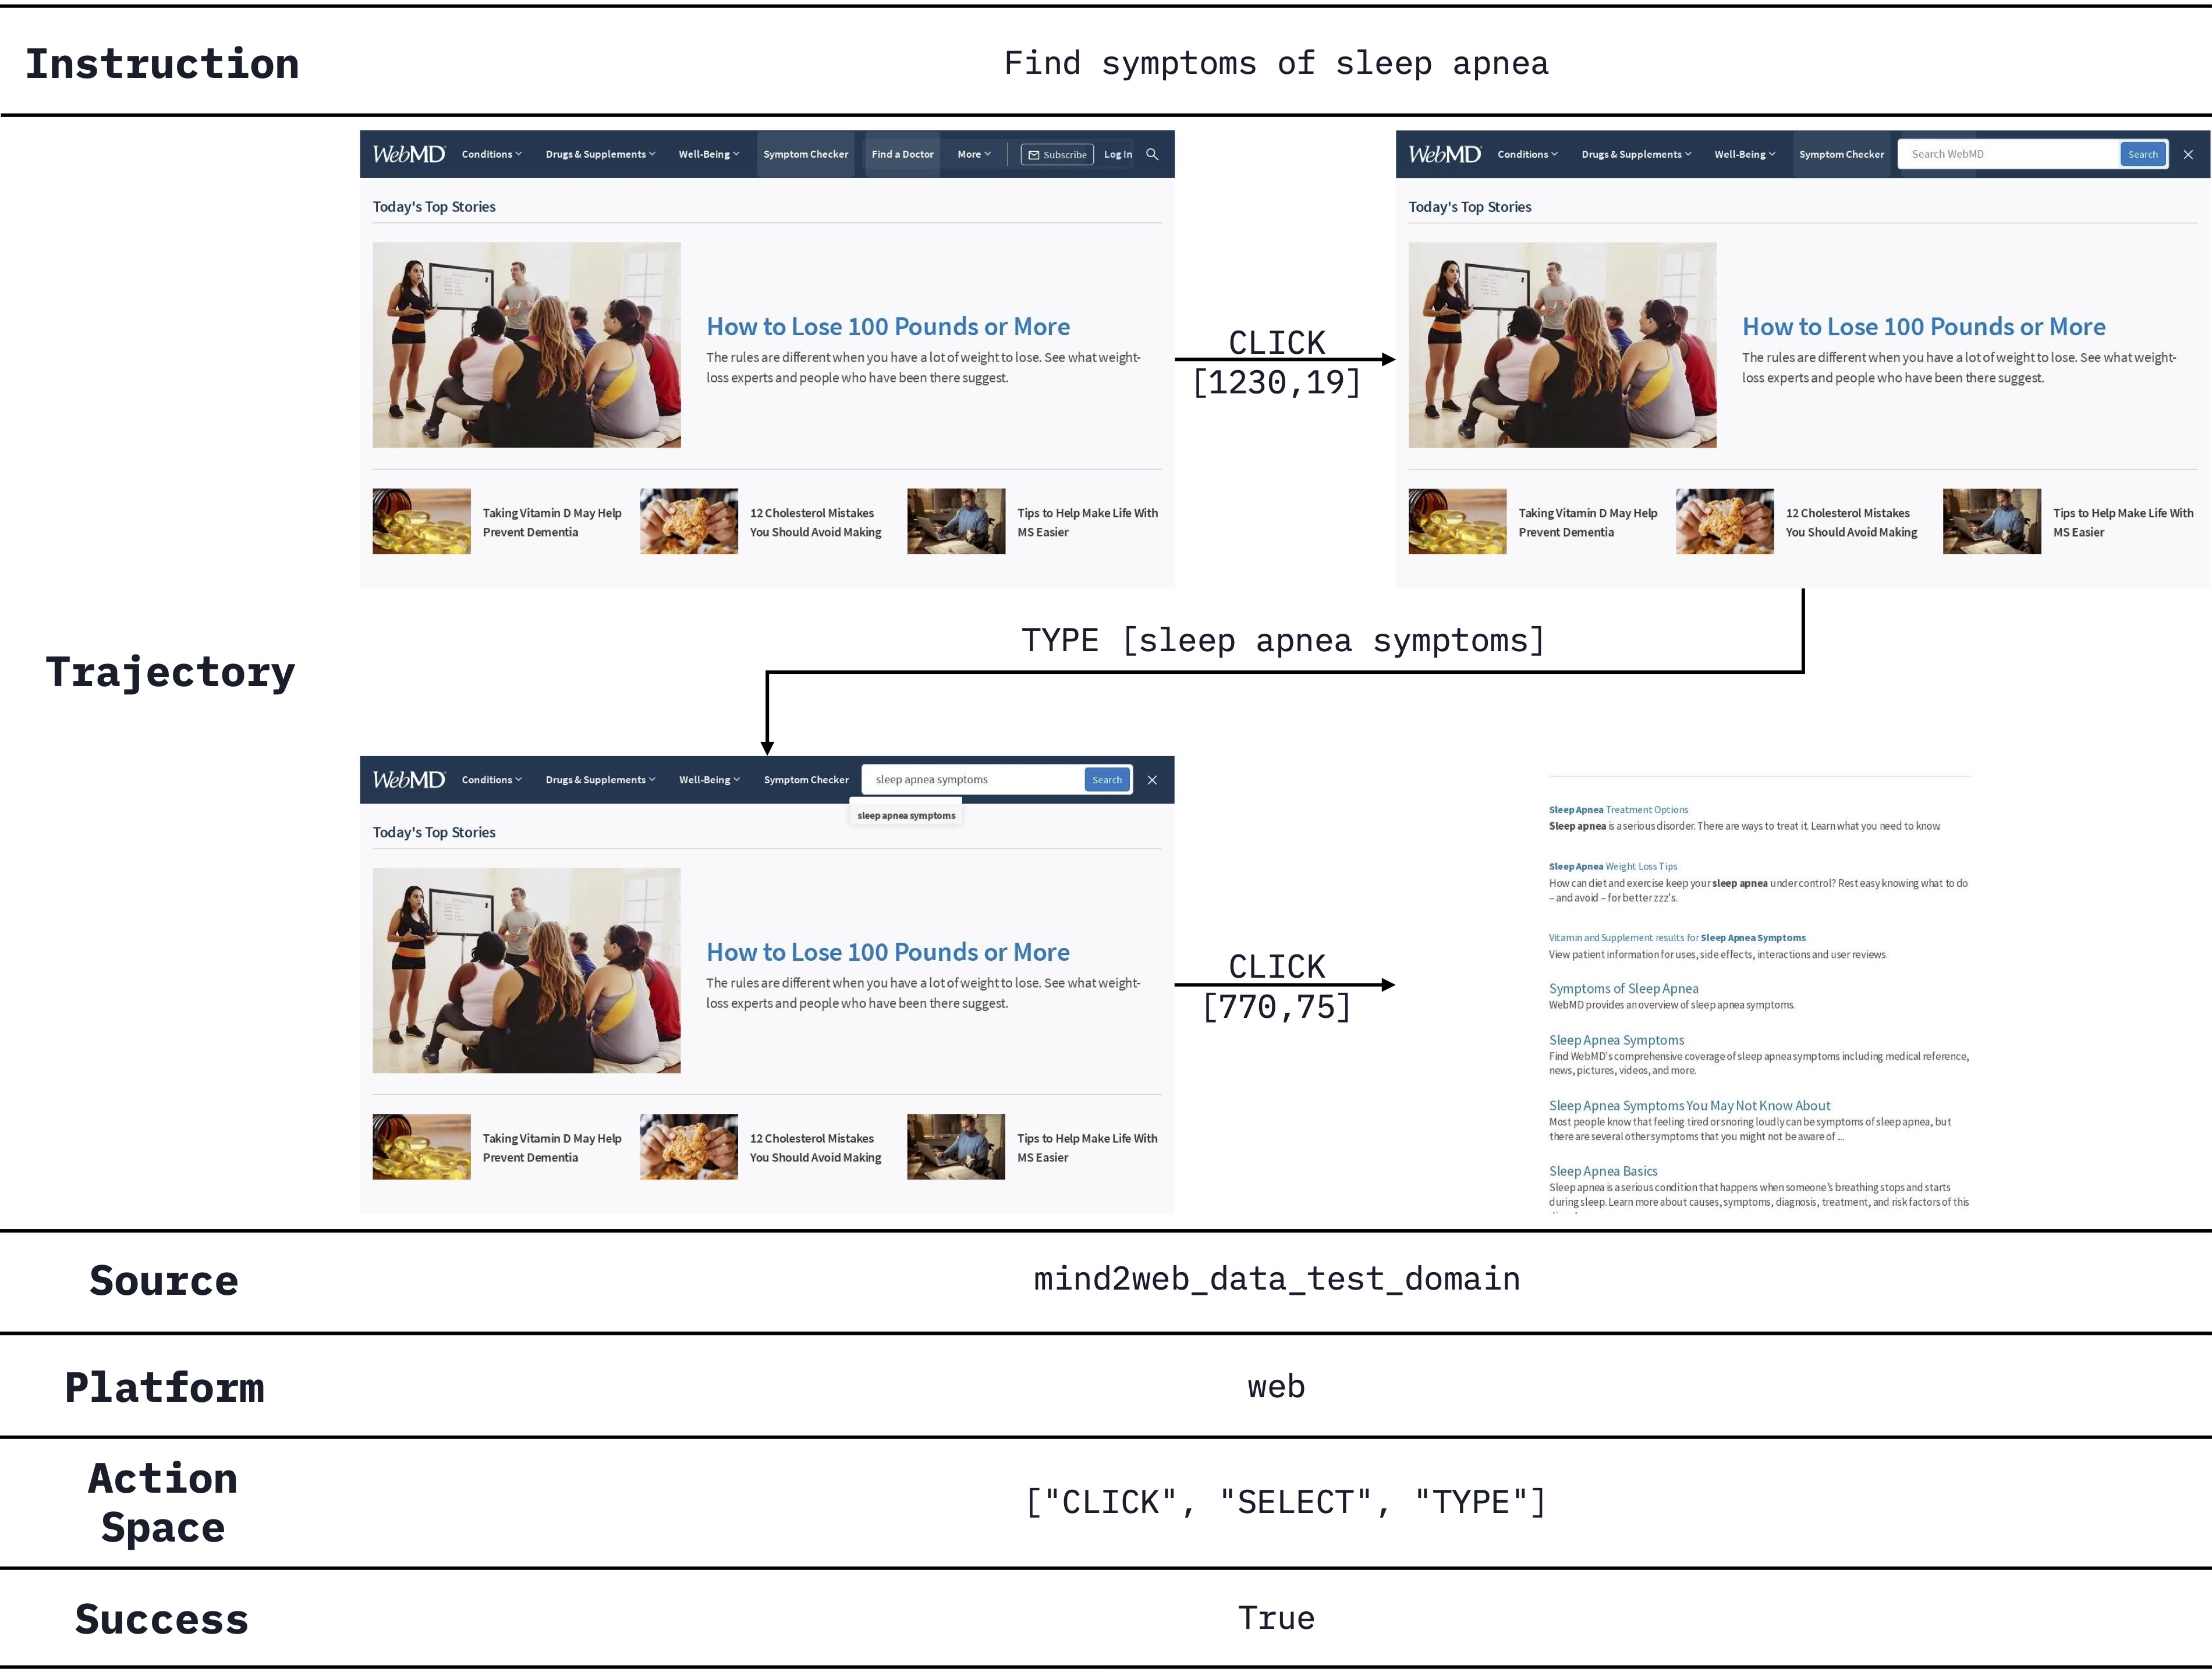 Instruction
Find symptoms of sleep apnea
WebMD Conditions Drugs & Supplements Well-Being Symptom Checker Find a Doctor More Subscribe Log In
Today's Top Stories
How to Lose 100 Pounds or More
The rules are different when you have a lot of weight to lose. See what weight-
loss experts and people who have been there suggest.
Taking Vitamin D May Help
Prevent Dementia
12 Cholesterol Mistakes
You Should Avoid Making
Tips to Help Make Life With
MS Easier
CLICK
[1230,19]
WebMD Conditions Drugs & Supplements Well-Being Symptom Checker Search WebMD Search
Today's Top Stories
How to Lose 100 Pounds or More
The rules are different when you have a lot of weight to lose. See what weight-
loss experts and people who have been there suggest.
Taking Vitamin D May Help
Prevent Dementia
12 Cholesterol Mistakes
You Should Avoid Making
Tips to Help Make Life With
MS Easier
Trajectory
TYPE [sleep apnea symptoms]
WebMD Conditions Drugs & Supplements Well-Being Symptom Checker sleep apnea symptoms Search
sleep apnea symptoms
Today's Top Stories
How to Lose 100 Pounds or More
The rules are different when you have a lot of weight to lose. See what weight-
loss experts and people who have been there suggest.
Taking Vitamin D May Help
Prevent Dementia
12 Cholesterol Mistakes
You Should Avoid Making
Tips to Help Make Life With
MS Easier
CLICK
[770,75]
Sleep Apnea Treatment Options
Sleep apnea is a serious disorder. There are ways to treat it. Learn what you need to know.
Sleep Apnea Weight Loss Tips
How can diet and exercise keep your sleep apnea under control? Rest easy knowing what to do
– and avoid – for better zzz's.
Vitamin and Supplement results for Sleep Apnea Symptoms
View patient information for uses, side effects, interactions and user reviews.
Symptoms of Sleep Apnea
WebMD provides an overview of sleep apnea symptoms.
Sleep Apnea Symptoms
Find WebMD's comprehensive coverage of sleep apnea symptoms including medical reference,
news, pictures, videos, and more.
Sleep Apnea Symptoms You May Not Know About
Most people know that feeling tired or snoring loudly can be symptoms of sleep apnea, but
there are several other symptoms that you might not be aware of ...
Sleep Apnea Basics
Sleep apnea is a serious condition that happens when someone's breathing stops and starts
during sleep. Learn more about causes, symptoms, diagnosis, treatment, and risk factors of this
Source
mind2web_data_test_domain
Platform
web
Action
Space
["CLICK", "SELECT", "TYPE"]
Success
True